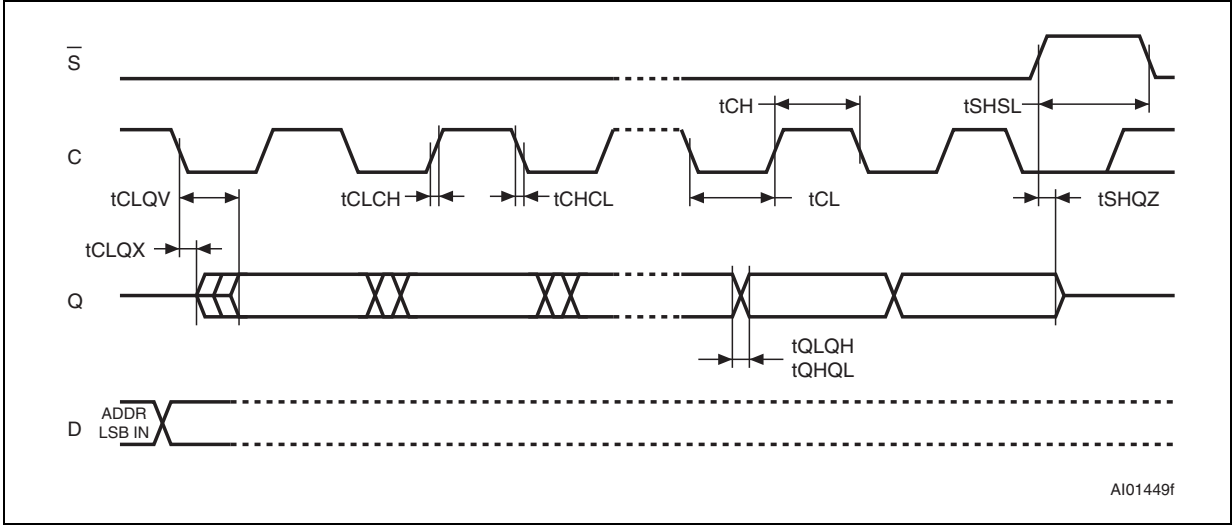 S
tCH
tSHSL
C
tCLQV
tCLCH
tCHCL
tCL
tSHQZ
tCLQX
Q
tQLQH
tQHQL
ADDR
D
LSB IN
AI01449f